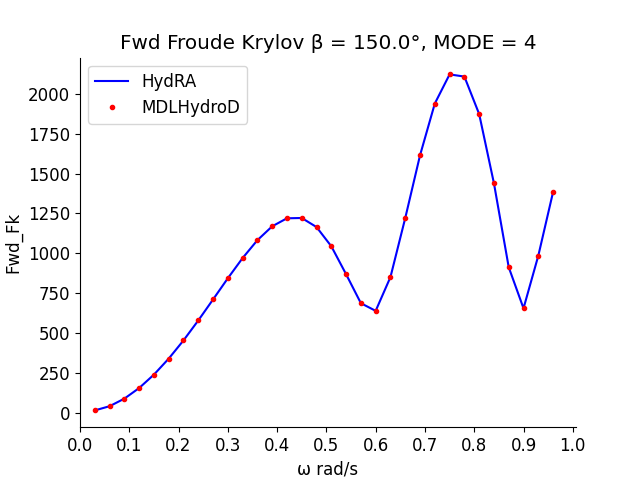 Fwd Froude Krylov β = 150.0°, MODE = 4
HydRA
MDLHydroD
Fwd_Fk
2000
1750
1500
1250
1000
750
500
250
0
0.0 0.1 0.2 0.3 0.4 0.5 0.6 0.7 0.8 0.9 1.0
ω rad/s